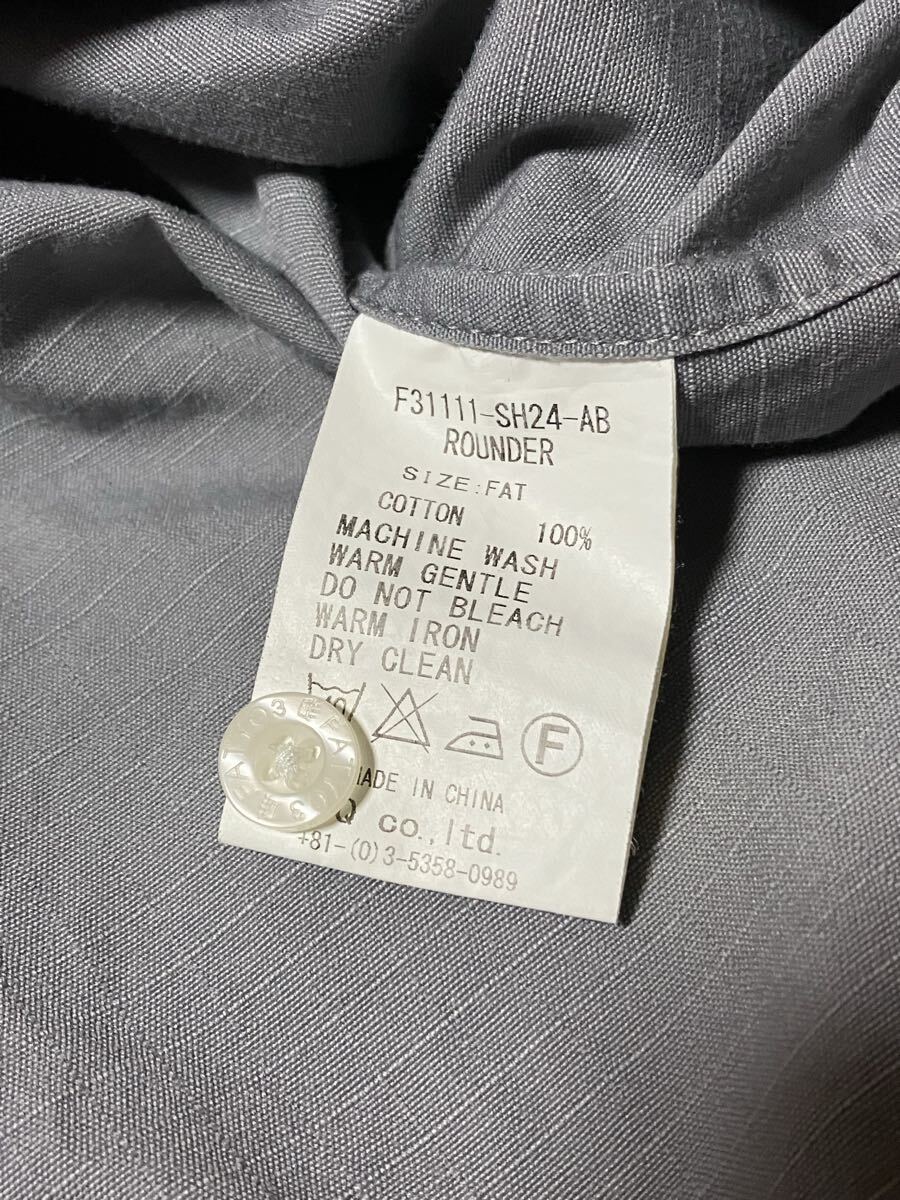 F31111-SH24-AB
ROUNDER
SIZE:FAT
COTTON 100%
MACHINE WASH
WARM GENTLE
DO NOT BLEACH
WARM IRON
DRY CLEAN
F
MADE IN CHINA
Q co.,ltd.
+81-(0)3-5358-0989